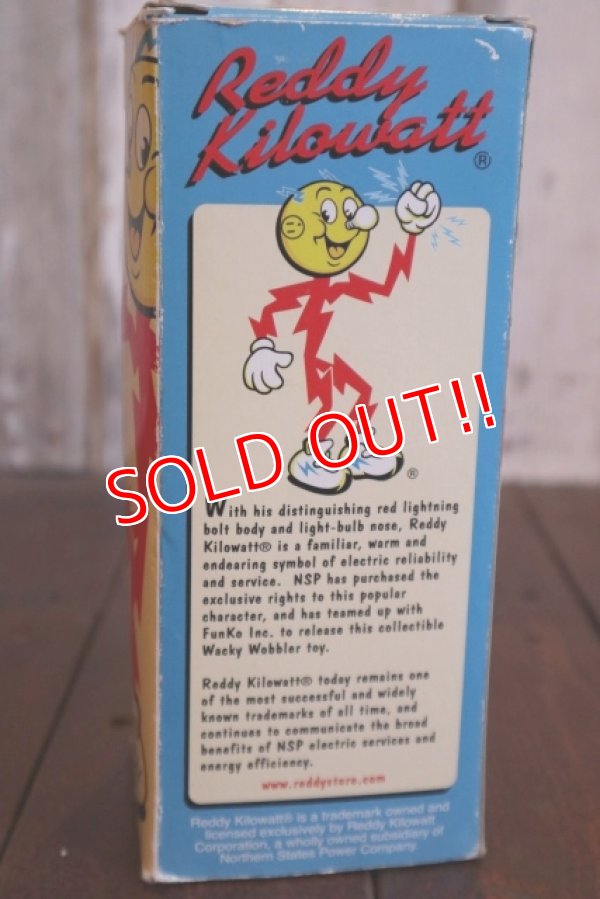 Reddy
Kilowatt®
®
SOLD OUT!!
With his distinguishing red lightning
bolt body and light-bulb nose, Reddy
Kilowatt® is a familiar, warm and
endearing symbol of electric reliability
and service. NSP has purchased the
exclusive rights to this popular
character, and has teamed up with
FunKo Inc. to release this collectible
Wacky Wobbler toy.
Reddy Kilowatt® today remains one
of the most successful and widely
known trademarks of all time, and
continues to communicate the broad
benefits of NSP electric services and
energy efficiency.
www.reddystore.com
Reddy Kilowatt® is a trademark owned and
licensed exclusively by Reddy Kilowatt
Corporation, a wholly owned subsidiary of
Northern States Power Company.